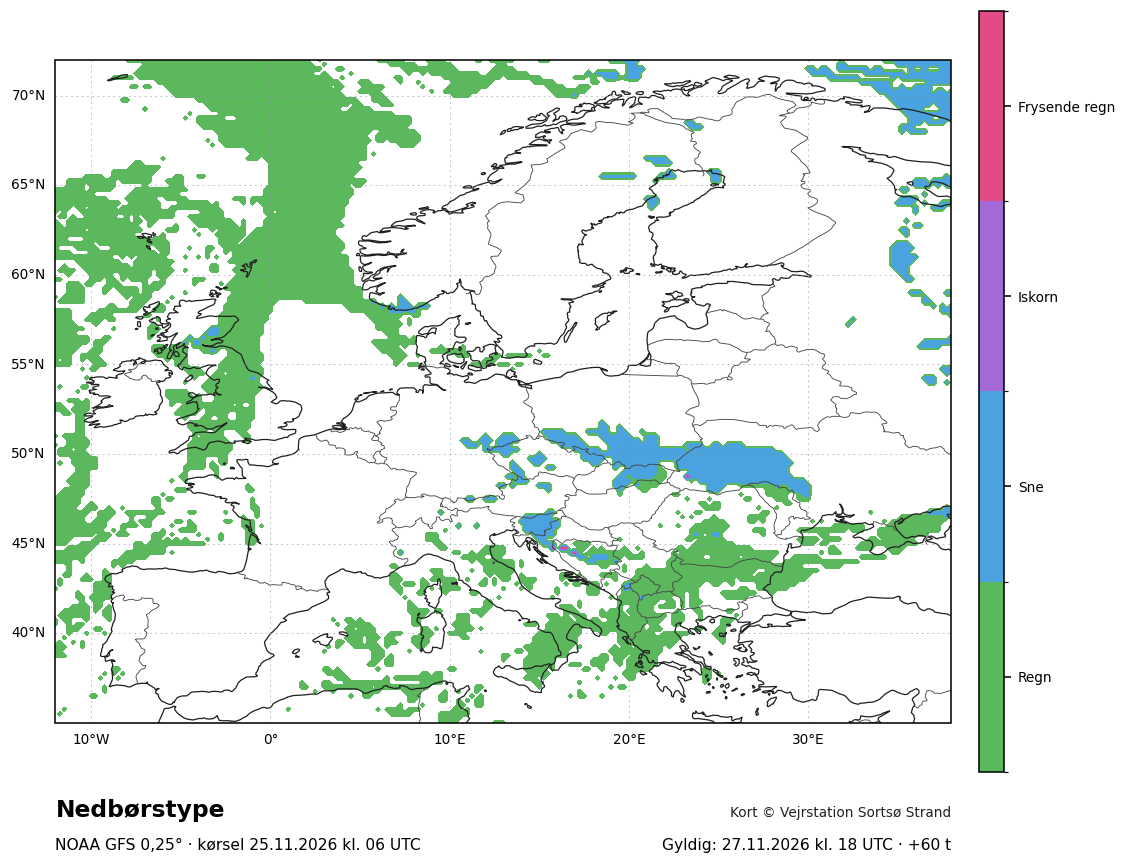 Frysende regn
Iskorn
Sne
Regn
70°N
65°N
60°N
55°N
50°N
45°N
40°N
10°W
0°
10°E
20°E
30°E
Nedbørstype
Kort © Vejrstation Sortsø Strand
NOAA GFS 0,25° · kørsel 25.11.2026 kl. 06 UTC
Gyldig: 27.11.2026 kl. 18 UTC · +60 t